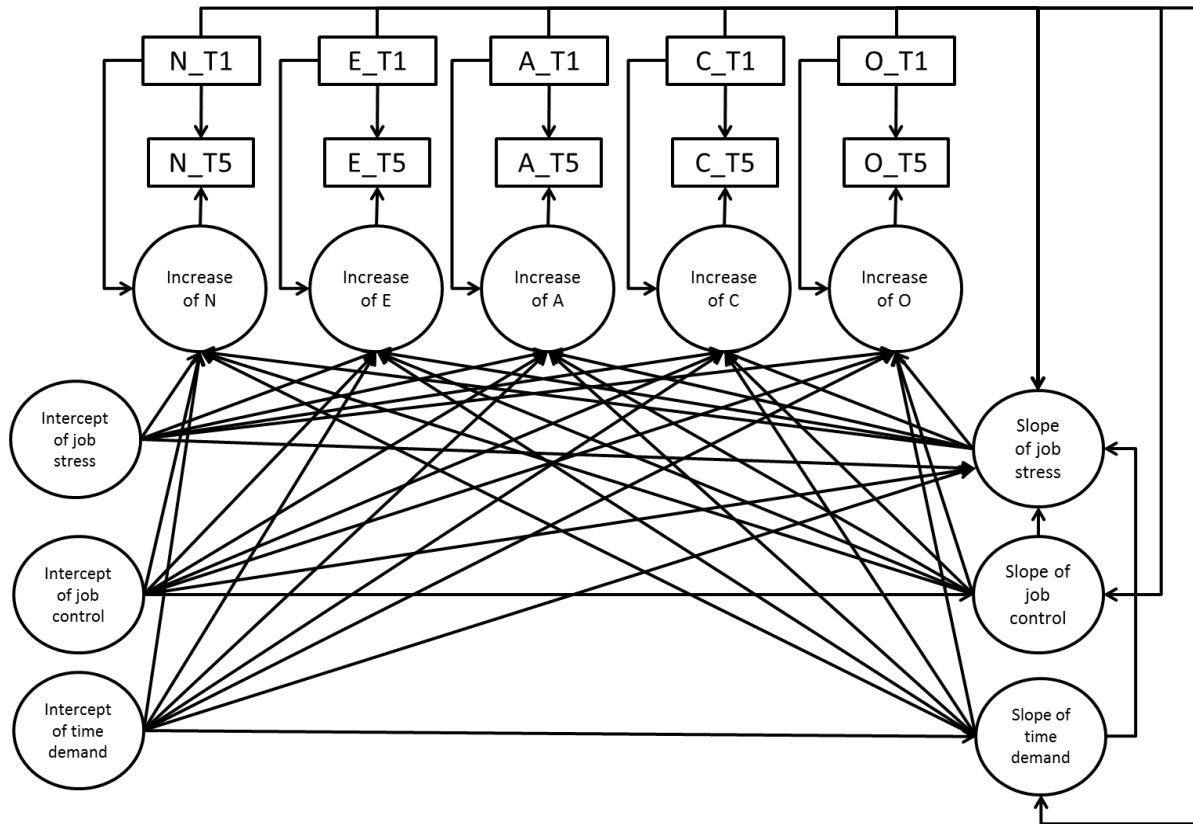 N_T1
E_T1
A_T1
C_T1
O_T1
N_T5
E_T5
A_T5
C_T5
O_T5
Increase
of N
Increase
of E
Increase
of A
Increase
of C
Increase
of O
Intercept
of job
stress
Slope
of job
stress
Intercept
of job
control
Slope of
job
control
Intercept
of time
demand
Slope of
time
demand